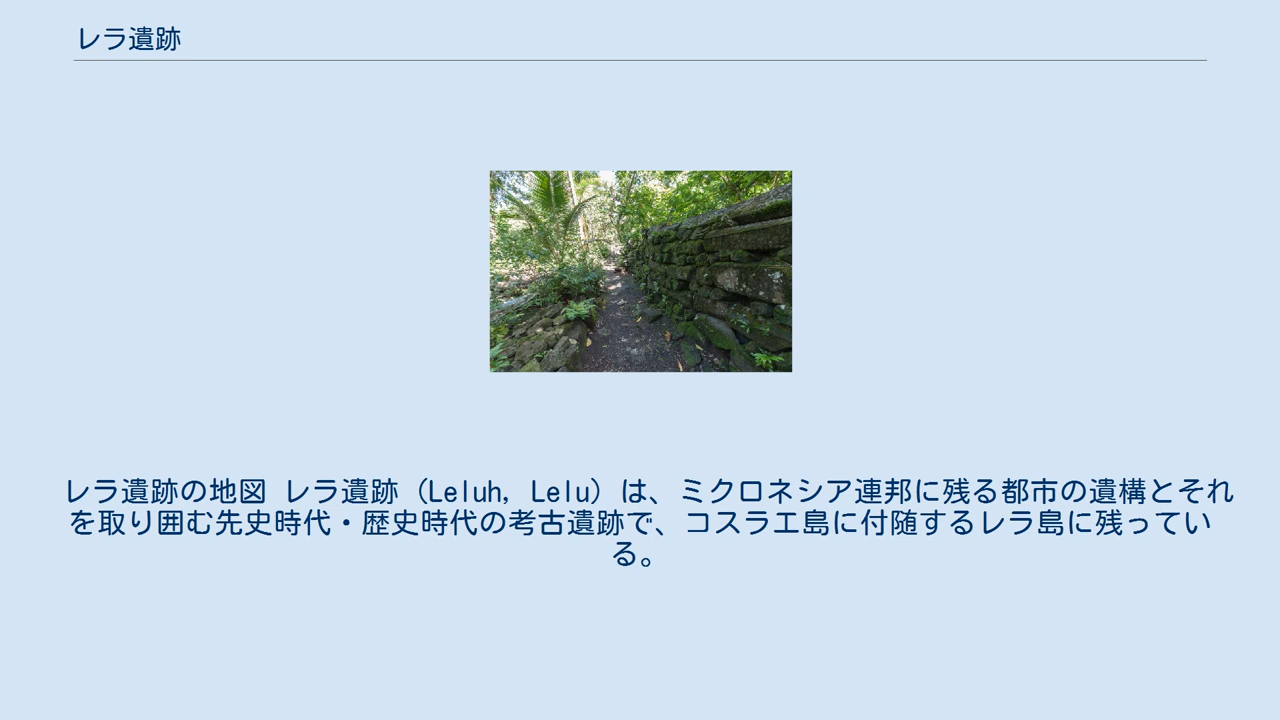 レラ遺跡
レラ遺跡の地図 レラ遺跡 (Leluh, Lelu) は、ミクロネシア連邦に残る都市の遺構とそれ
を取り囲む先史時代・歴史時代の考古遺跡で、コスラエ島に付随するレラ島に残ってい
る。